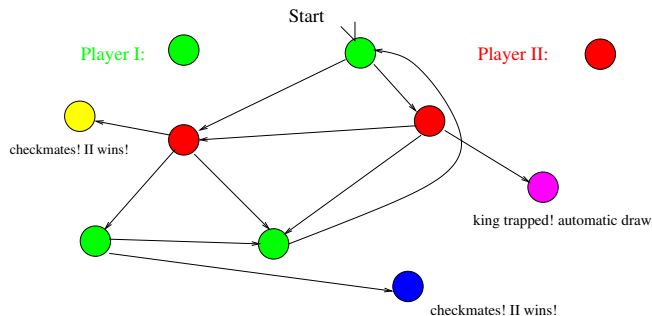 Start
Player I:
Player II:
checkmates! II wins!
king trapped! automatic draw
checkmates! II wins!